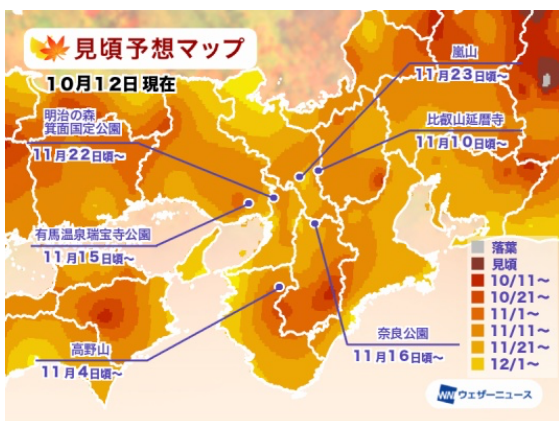 見頃予想マップ
10月12日 現在
嵐山
11月23日頃〜
明治の森
箕面国定公園
11月22日頃〜
比叡山延暦寺
11月10日頃〜
有馬温泉瑞宝寺公園
11月15日頃〜
奈良公園
11月16日頃〜
高野山
11月4日頃〜
落葉
見頃
10/11〜
10/21〜
11/1〜
11/11〜
11/21〜
12/1〜
WNI ウェザーニュース